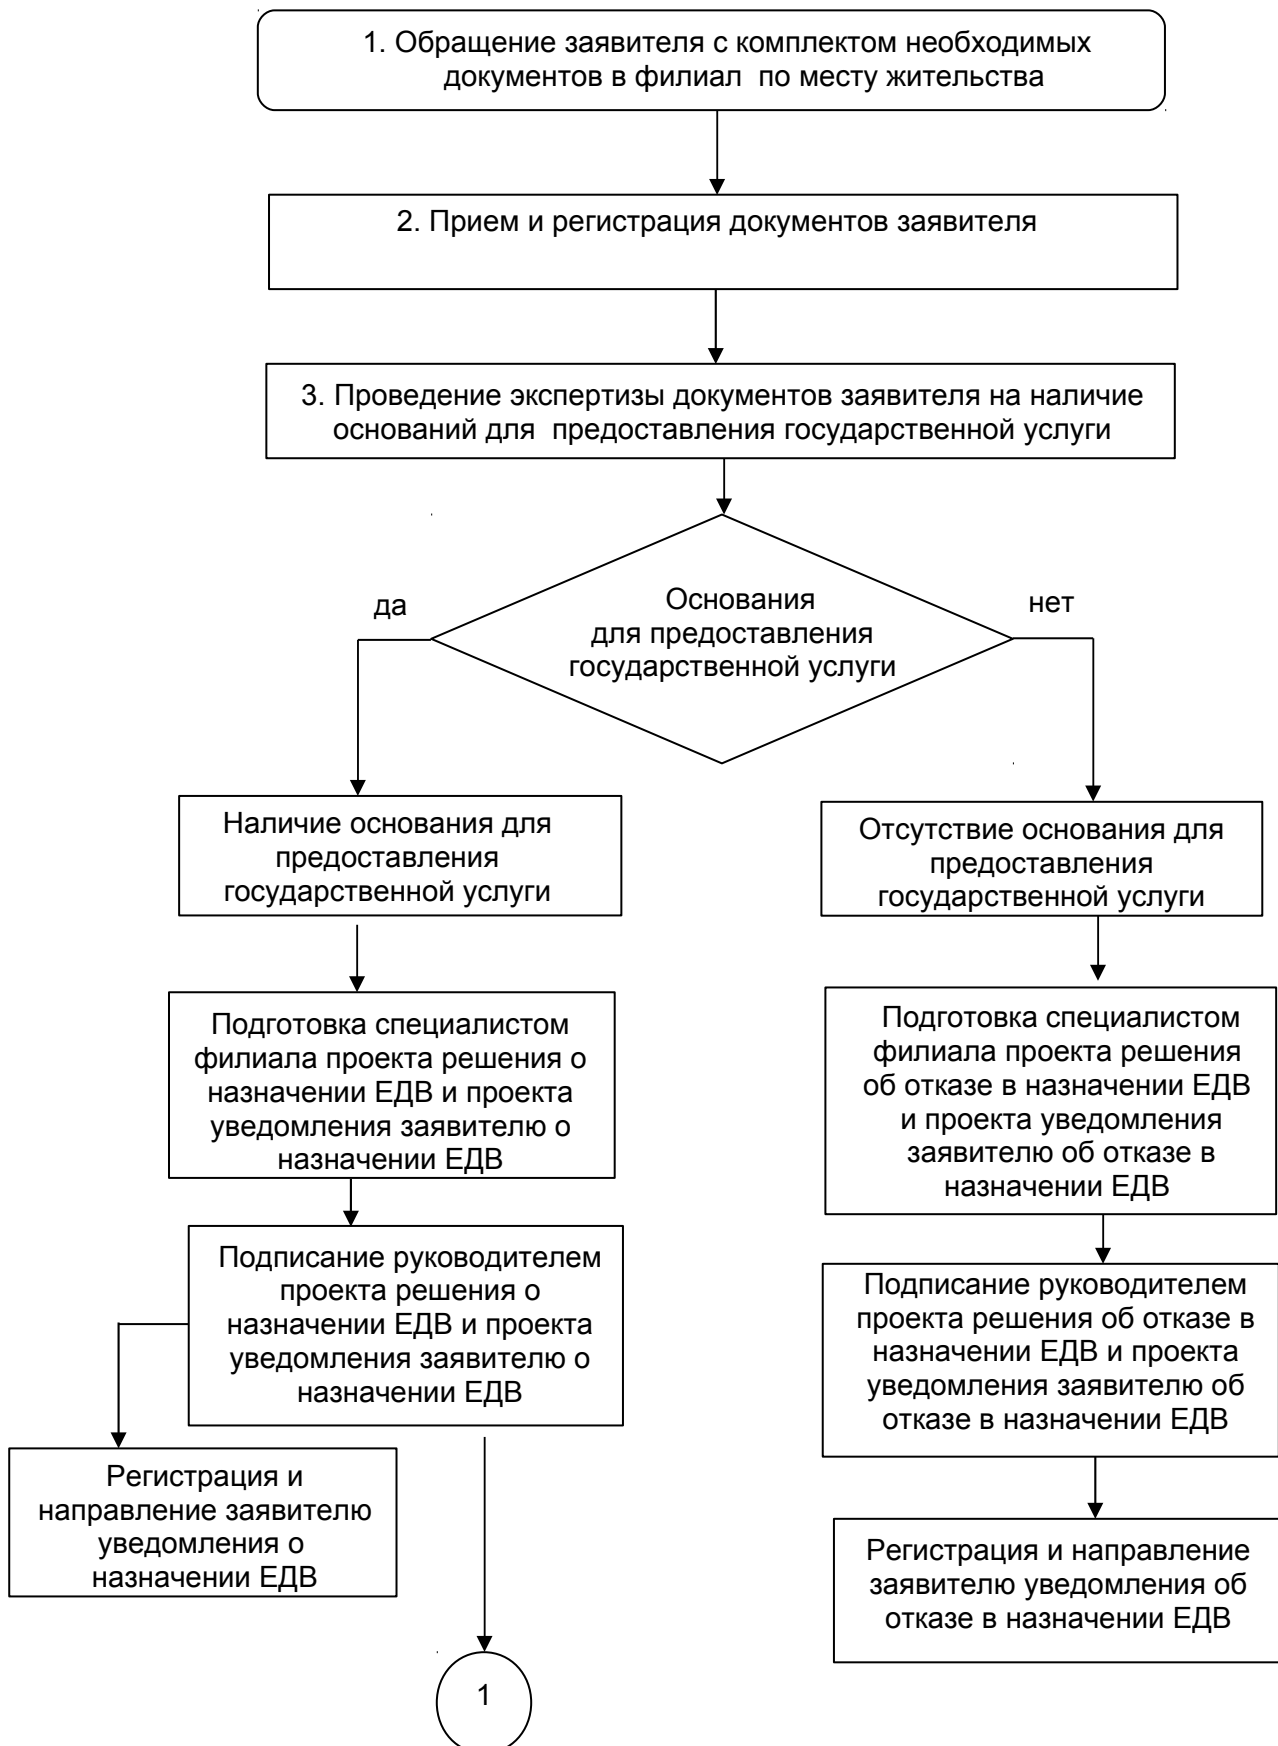 1. Обращение заявителя с комплектом необходимых
документов в филиал по месту жительства
2. Прием и регистрация документов заявителя
3. Проведение экспертизы документов заявителя на наличие
оснований для предоставления государственной услуги
да
Основания
для предоставления
государственной услуги
нет
Наличие основания для
предоставления
государственной услуги
Отсутствие основания для
предоставления
государственной услуги
Подготовка специалистом
филиала проекта решения о
назначении ЕДВ и проекта
уведомления заявителю о
назначении ЕДВ
Подготовка специалистом
филиала проекта решения
об отказе в назначении ЕДВ
и проекта уведомления
заявителю об отказе в
назначении ЕДВ
Подписание руководителем
проекта решения о
назначении ЕДВ и проекта
уведомления заявителю о
назначении ЕДВ
Подписание руководителем
проекта решения об отказе в
назначении ЕДВ и проекта
уведомления заявителю об
отказе в назначении ЕДВ
Регистрация и
направление заявителю
уведомления о
назначении ЕДВ
Регистрация и направление
заявителю уведомления об
отказе в назначении ЕДВ
1